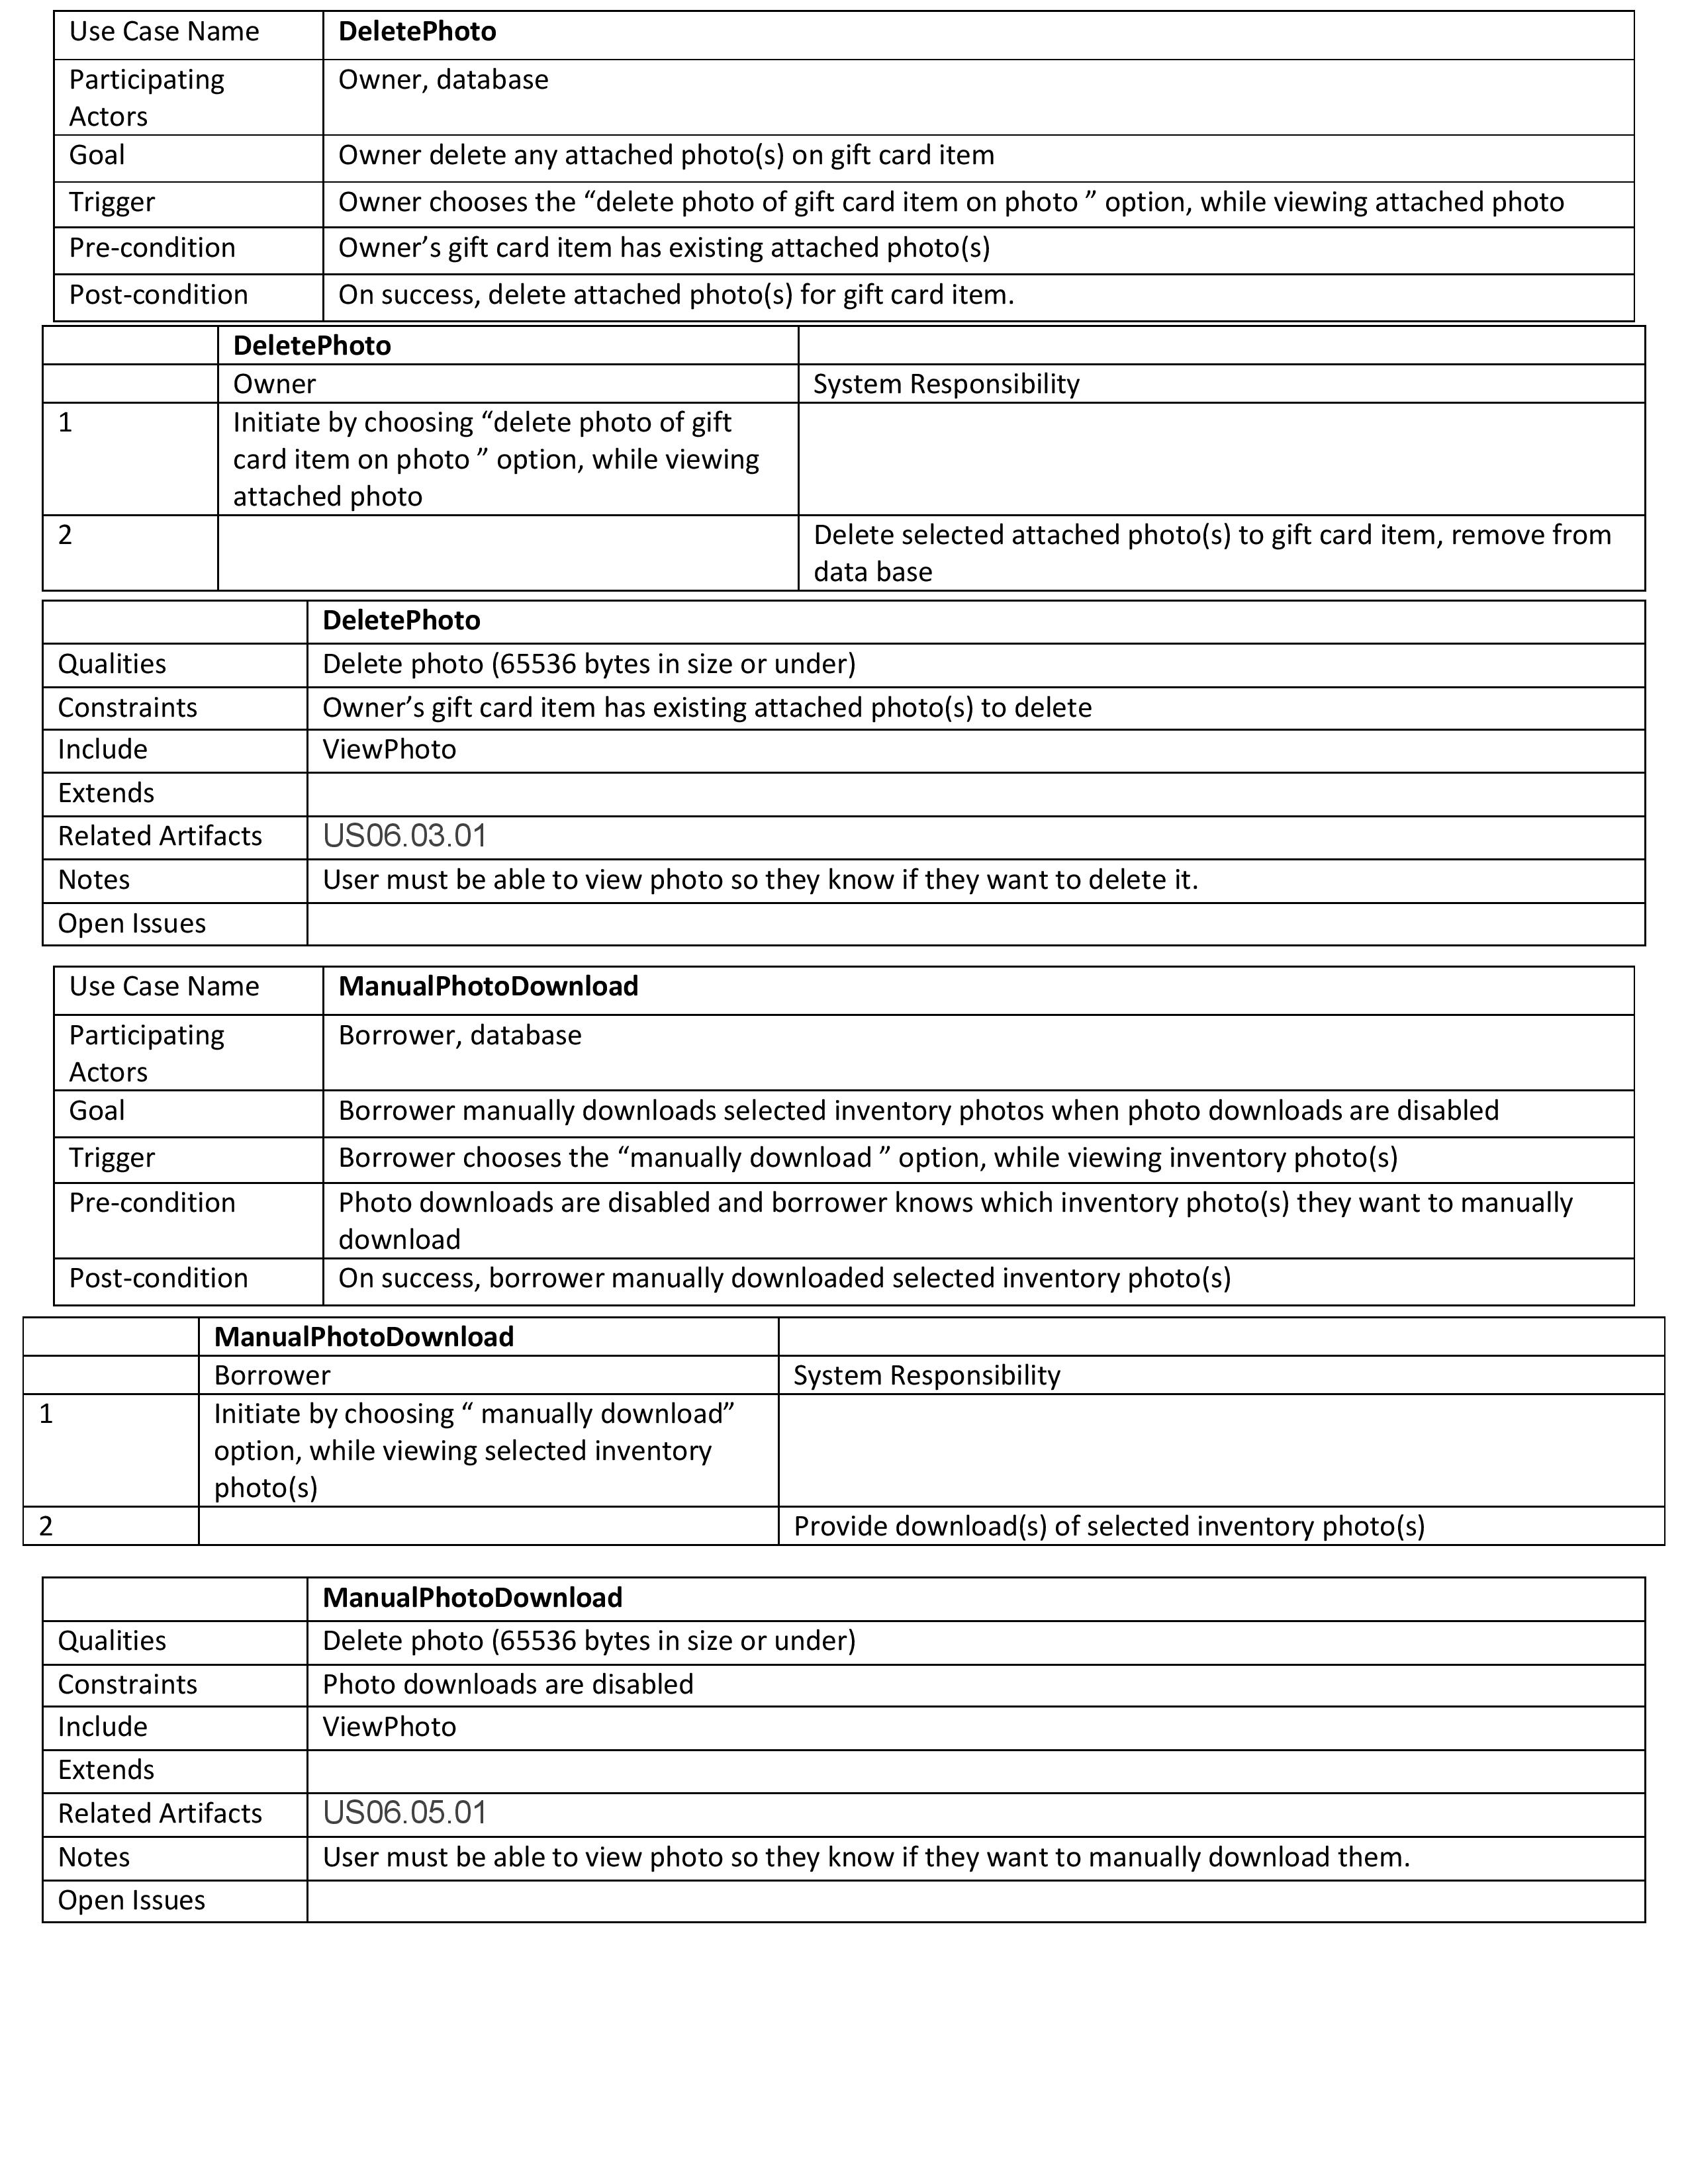 Use Case Name DeletePhoto
Participating Owner, database
Actors
Goal Owner delete any attached photo(s) on gift card item
Trigger Owner chooses the “delete photo of gift card item on photo ” option, while viewing attached photo
Pre-condition Owner’s gift card item has existing attached photo(s)
Post-condition On success, delete attached photo(s) for gift card item.
DeletePhoto
Owner System Responsibility
1 Initiate by choosing “delete photo of gift
card item on photo ” option, while viewing
attached photo
2 Delete selected attached photo(s) to gift card item, remove from
data base
DeletePhoto
Qualities Delete photo (65536 bytes in size or under)
Constraints Owner’s gift card item has existing attached photo(s) to delete
Include ViewPhoto
Extends
Related Artifacts US06.03.01
Notes User must be able to view photo so they know if they want to delete it.
Open Issues
Use Case Name ManualPhotoDownload
Participating Borrower, database
Actors
Goal Borrower manually downloads selected inventory photos when photo downloads are disabled
Trigger Borrower chooses the “manually download ” option, while viewing inventory photo(s)
Pre-condition Photo downloads are disabled and borrower knows which inventory photo(s) they want to manually
download
Post-condition On success, borrower manually downloaded selected inventory photo(s)
ManualPhotoDownload
Borrower System Responsibility
1 Initiate by choosing “ manually download”
option, while viewing selected inventory
photo(s)
2 Provide download(s) of selected inventory photo(s)
ManualPhotoDownload
Qualities Delete photo (65536 bytes in size or under)
Constraints Photo downloads are disabled
Include ViewPhoto
Extends
Related Artifacts US06.05.01
Notes User must be able to view photo so they know if they want to manually download them.
Open Issues